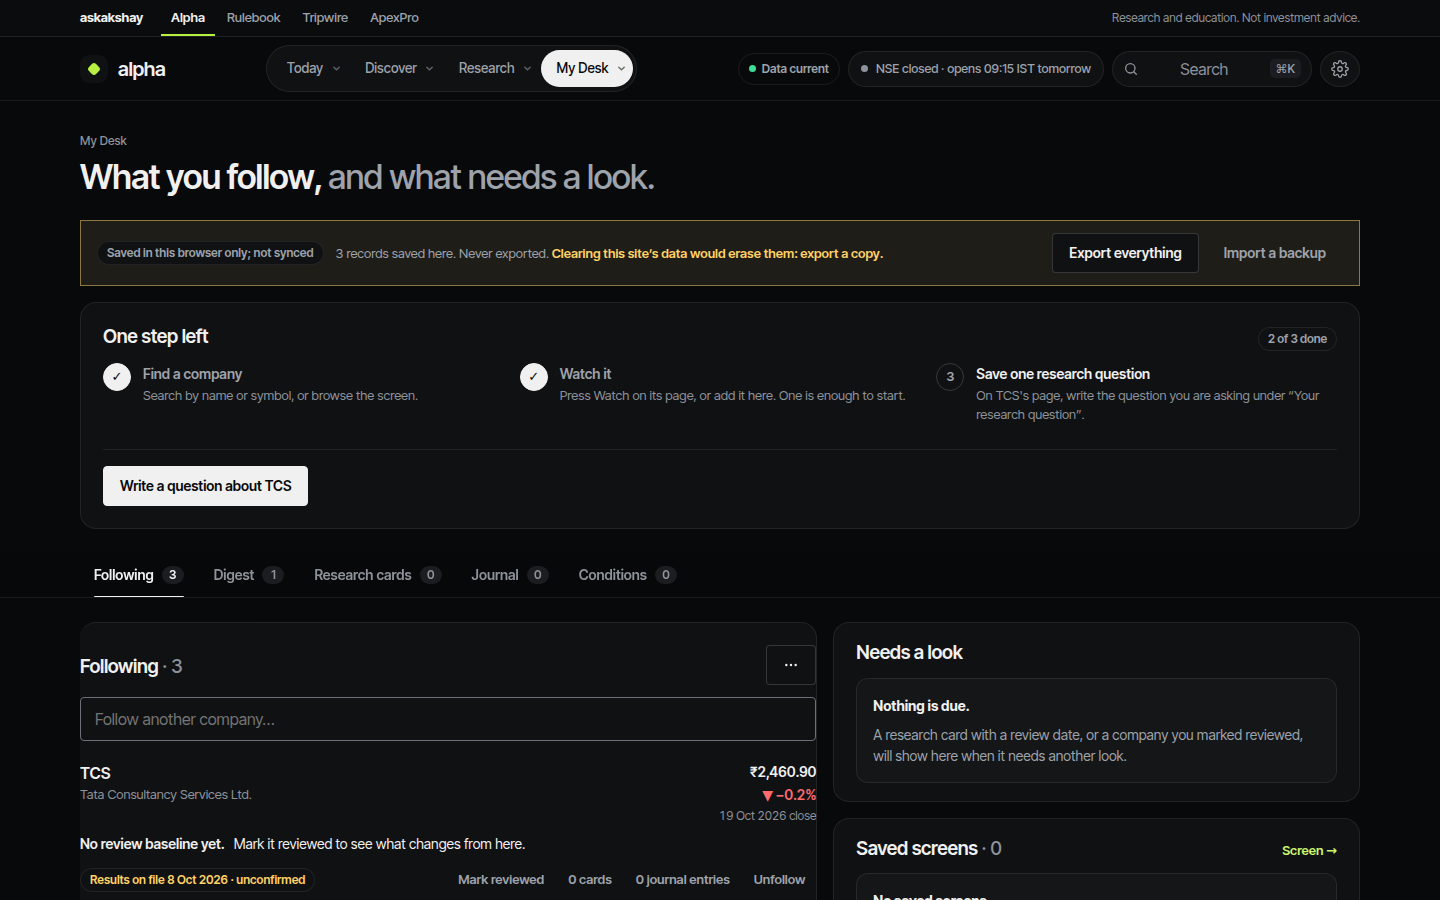 askakshay Alpha Rulebook Tripwire ApexPro Research and education. Not investment advice.
alpha Today Discover Research My Desk Data current NSE closed · opens 09:15 IST tomorrow Search ⌘K
My Desk
What you follow, and what needs a look.
Saved in this browser only; not synced 3 records saved here. Never exported. Clearing this site's data would erase them: export a copy. Export everything Import a backup
One step left
2 of 3 done
✓ Find a company
Search by name or symbol, or browse the screen.
✓ Watch it
Press Watch on its page, or add it here. One is enough to start.
3 Save one research question
On TCS's page, write the question you are asking under “Your
research question”.
Write a question about TCS
Following 3 Digest 1 Research cards 0 Journal 0 Conditions 0
Following · 3
...
Follow another company...
TCS ₹2,460.90
Tata Consultancy Services Ltd. ▼ −0.2%
19 Oct 2026 close
No review baseline yet. Mark it reviewed to see what changes from here.
Results on file 8 Oct 2026 · unconfirmed Mark reviewed 0 cards 0 journal entries Unfollow
Needs a look
Nothing is due.
A research card with a review date, or a company you marked reviewed,
will show here when it needs another look.
Saved screens · 0 Screen →